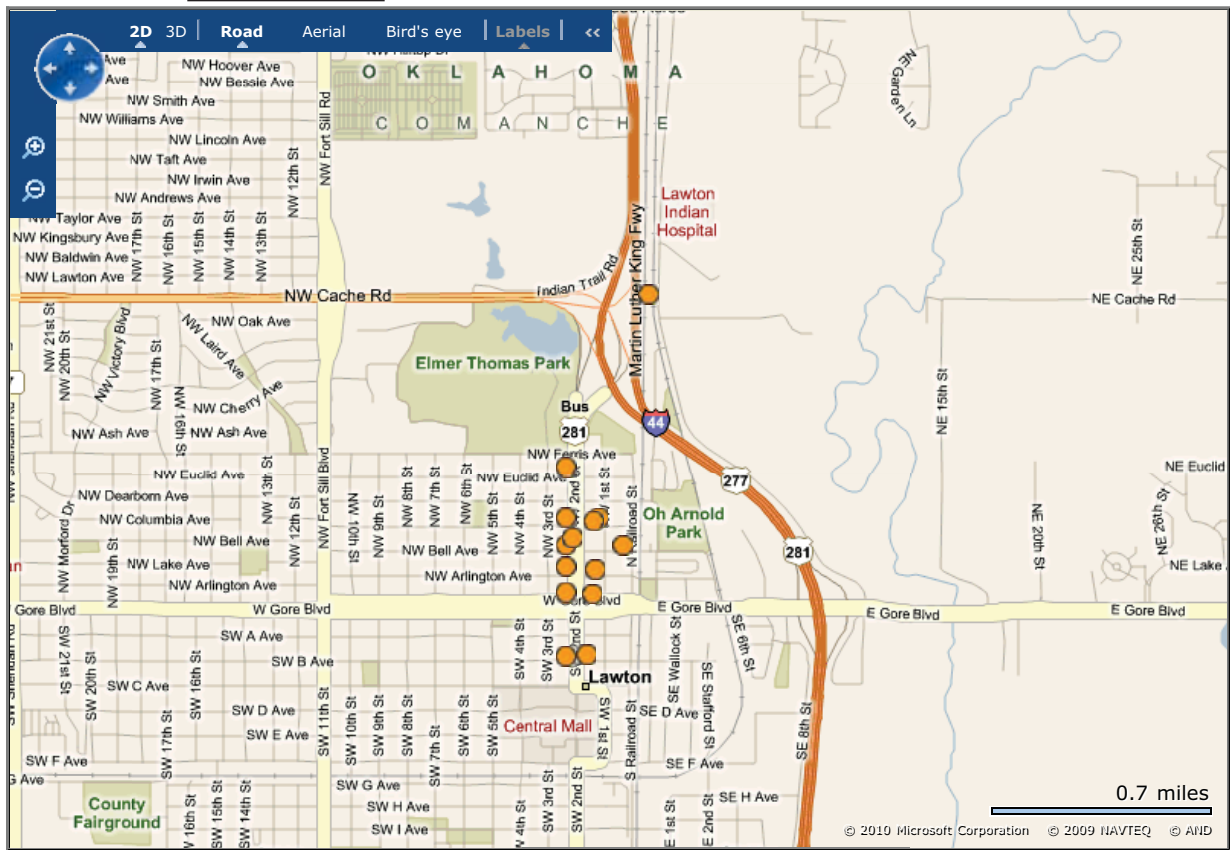 2D 3D | Road Aerial Bird's eye | Labels | <<
NW Hoover Ave
Ave
NW Bessie Ave
Ave
NW Smith Ave
NW Williams Ave
NW Lincoln Ave
NW Taft Ave
NW Irwin Ave
NW Andrews Ave
NW Taylor Ave
NW Kingsbury Ave
NW Baldwin Ave
NW Lawton Ave
NW 17th St
NW 16th St
NW 15th St
NW 14th St
NW 13th St
NW 12th St
NW Fort Sill Rd
OKLAHOMA
COMANCHE
NE Garden Ln
Lawton
Indian
Hospital
Martin Luther King Fwy
Indian Trail Rd
NW Cache Rd
NE Cache Rd
NE 25th St
NW 21st St
NW 20th St
NW Victory Blvd
NW Oak Ave
NW Laird Ave
NW 17th St
NW 16th St
NW Cherry Ave
NW Ash Ave
NW Ash Ave
Elmer Thomas Park
Bus
281
44
277
281
NE 15th St
NW Ferris Ave
NW Euclid Ave
NW Euclid Ave
NE Euclid
NW Dearborn Ave
NW Columbia Ave
NW Bell Ave
NW Lake Ave
NW Arlington Ave
NW Morford Dr
NW 19th St
NW 13th St
NW 12th St
NW Fort Sill Blvd
NW 10th St
NW 9th St
NW 8th St
NW 7th St
NW 6th St
NW 5th St
NW 4th St
NW 3rd St
NW Bell Ave
NW Arlington Ave
Oh Arnold
Park
NE 20th St
NE 26th St
NE Lake
Gore Blvd
W Gore Blvd
E Gore Blvd
E Gore Blvd
E Gore Blvd
SW 21st St
SW 20th St
SW A Ave
SW B Ave
SW C Ave
SW D Ave
SW E Ave
SW F Ave
G Ave
SW 17th St
SW 16th St
SW 11th St
SW 10th St
SW 9th St
SW 8th St
SW 7th St
SW 6th St
SW 5th St
SW 4th St
SW 3rd St
Lawton
Central Mall
SW 1st St
S Railroad St
SE Wallock St
SE Stafford St
SE 6th St
SE 8th St
SE D Ave
SE F Ave
SE H Ave
SW G Ave
SW H Ave
SW I Ave
County
Fairground
16th St
SW 15th St
SW 14th St
4th St
SW 3rd St
SW 2nd St
E 1st St
E 2nd St
0.7 miles
© 2010 Microsoft Corporation © 2009 NAVTEQ © AND